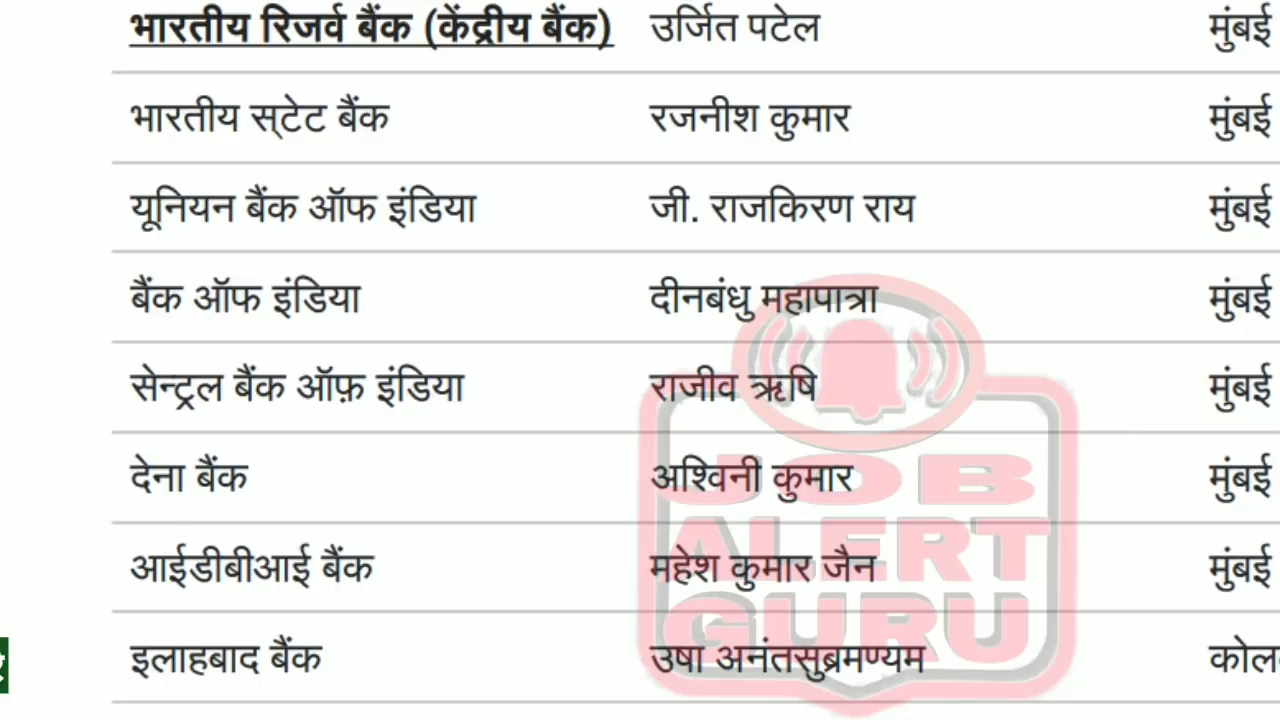 भारतीय रिजर्व बैंक (केंद्रीय बैंक) उर्जित पटेल मुंबई
भारतीय स्टेट बैंक रजनीश कुमार मुंबई
यूनियन बैंक ऑफ इंडिया जी. राजकिरण राय मुंबई
बैंक ऑफ इंडिया दीनबंधु महापात्रा मुंबई
सेन्ट्रल बैंक ऑफ़ इंडिया राजीव ऋषि मुंबई
देना बैंक अश्विनी कुमार मुंबई
आईडीबीआई बैंक महेश कुमार जैन मुंबई
इलाहबाद बैंक उषा अनंतसुब्रमण्यम
JOB
ALERT
GURU